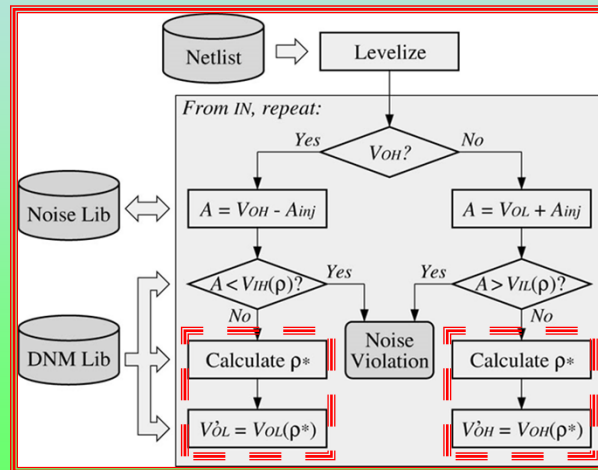 Netlist
Levelize
From IN, repeat:
Yes
No
VOH?
Noise Lib
A = VOH - Ainj
A = VOL + Ainj
A < VIH(ρ)?
Yes
Yes
A > VIL(ρ)?
No
No
DNM Lib
Calculate ρ*
Noise
Violation
Calculate ρ*
V'OL = VOL(ρ*)
V'OH = VOH(ρ*)